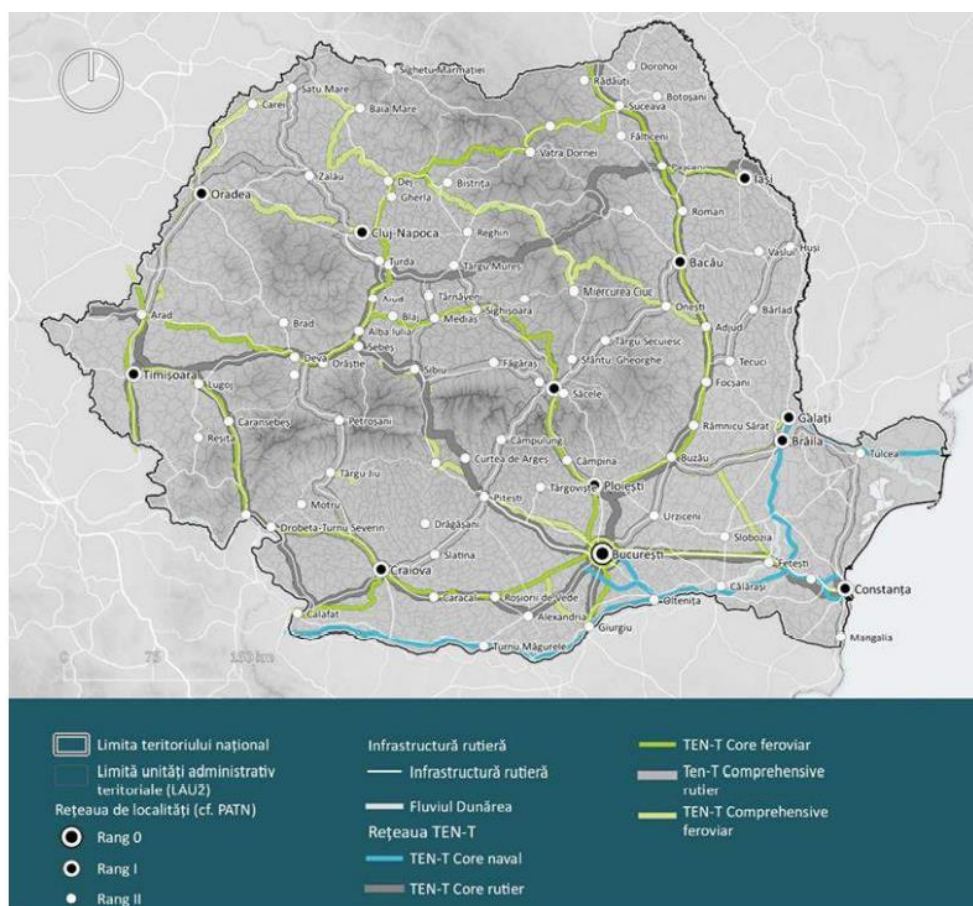 Sighetu-Marmației
Dorohoi
Rădăuți
Satu Mare
Botoșani
Carei
Baia Mare
Suceava
Fălticeni
Vatra Dornei
Pașcani
Zalău
Dej
Bistrița
Iași
Oradea
Gherla
Roman
Cluj-Napoca
Reghin
Vaslui
Huși
Turda
Târgu Mureș
Bacău
Miercurea Ciuc
Aiud
Târnăveni
Onești
Arad
Blaj
Sighișoara
Bârlad
Brad
Medias
Adjud
Alba Iulia
Târgu Secuiesc
Sebeș
Deva
Orăștie
Făgăraș
Sfântu Gheorghe
Tecuci
Timișoara
Sibiu
Focșani
Lugoj
Săcele
Caransebeș
Petroșani
Galați
Râmnicu Sărat
Reșița
Câmpulung
Brăila
Tulcea
Curtea de Argeș
Câmpina
Buzău
Târgu Jiu
Târgoviște
Ploiești
Motru
Pitești
Drăgășani
Urziceni
Drobeta-Turnu Severin
Slobozia
Slatina
București
Fetești
Craiova
Călărași
Constanța
Caracal
Roșiorii de Vede
Oltenița
Calafat
Alexandria
Giurgiu
Mangalia
Turnu Măgurele
0 75 150 km
Limita teritoriului național
Limită unități administrativ
teritoriale (LAUž)
Rețeaua de localități (cf. PATN)
Rang 0
Rang I
Rang II
Infrastructură rutieră
Infrastructură rutieră
Fluviul Dunărea
Rețeaua TEN-T
TEN-T Core naval
TEN-T Core rutier
TEN-T Core feroviar
Ten-T Comprehensive
rutier
TEN-T Comprehensive
feroviar